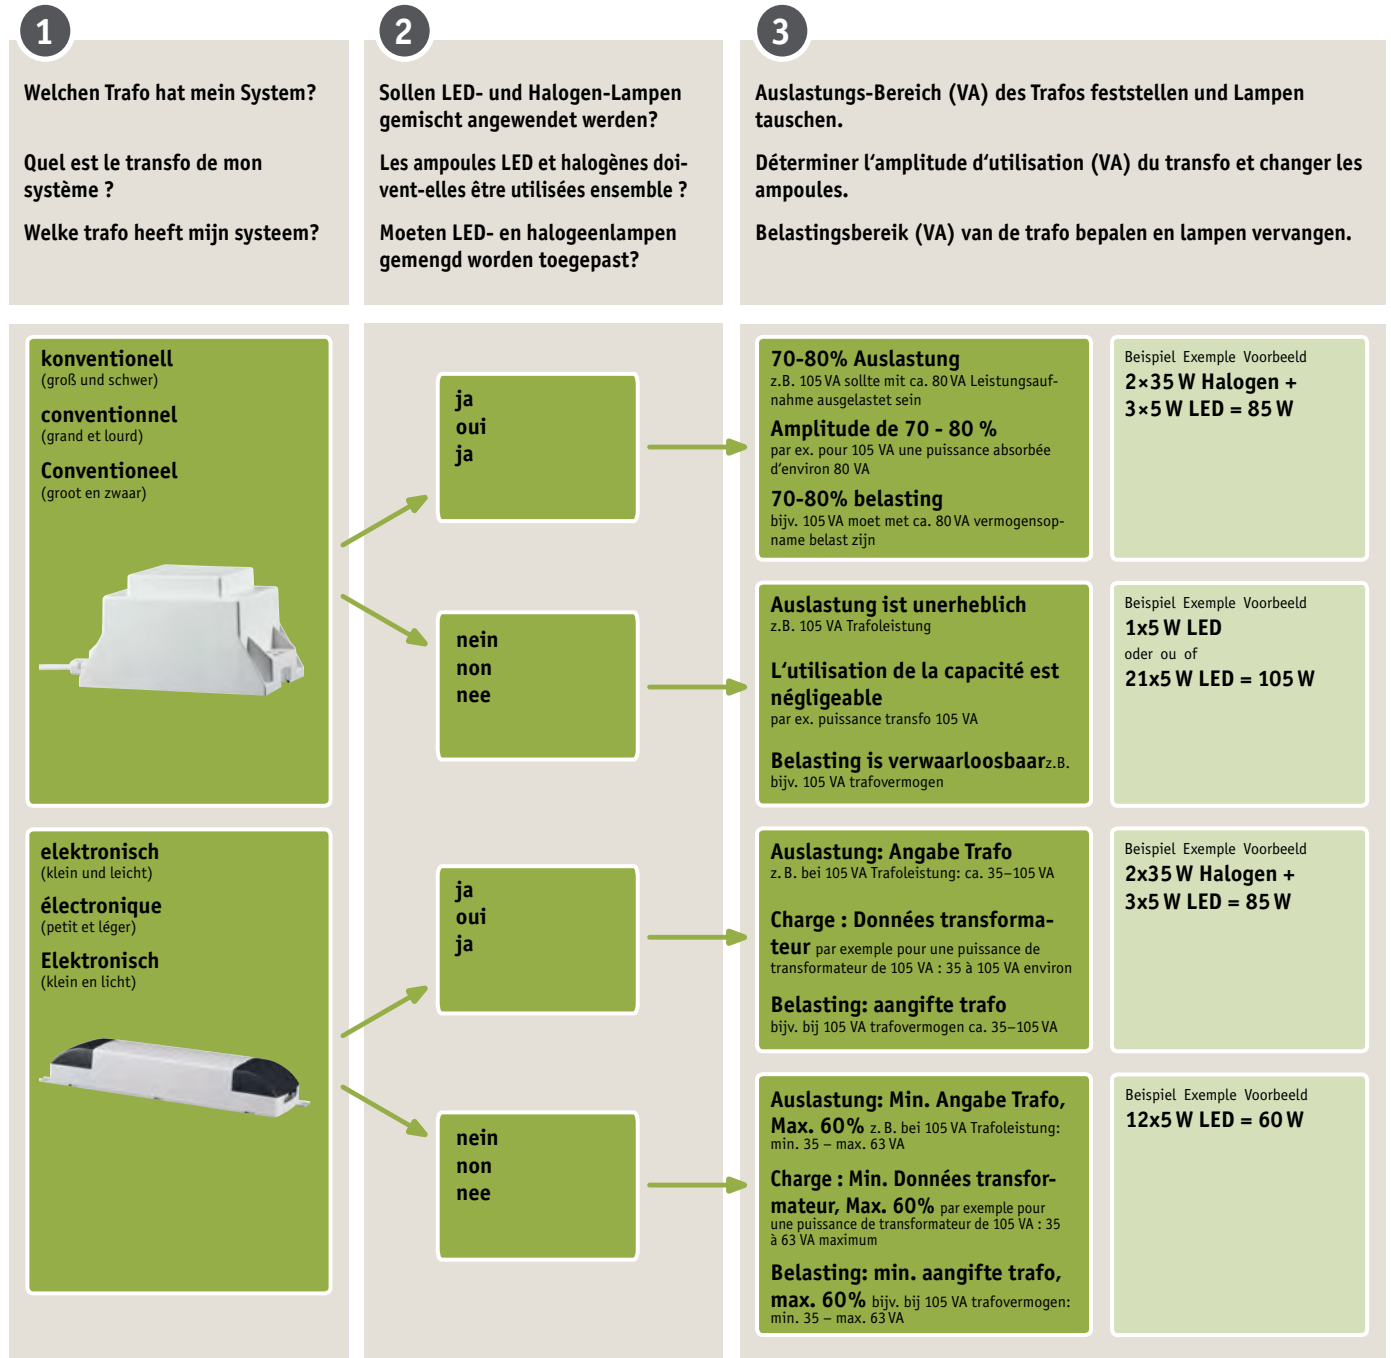 1
Welchen Trafo hat mein System?
Quel est le transfo de mon
système ?
Welke trafo heeft mijn systeem?
2
Sollen LED- und Halogen-Lampen
gemischt angewendet werden?
Les ampoules LED et halogènes doi-
vent-elles être utilisées ensemble ?
Moeten LED- en halogeenlampen
gemengd worden toegepast?
3
Auslastungs-Bereich (VA) des Trafos feststellen und Lampen
tauschen.
Déterminer l‘amplitude d‘utilisation (VA) du transfo et changer les
ampoules.
Belastingsbereik (VA) van de trafo bepalen en lampen vervangen.
konventionell
(groß und schwer)
conventionnel
(grand et lourd)
Conventioneel
(groot en zwaar)
ja
oui
ja
70-80% Auslastung
z.B. 105 VA sollte mit ca. 80 VA Leistungsauf-
nahme ausgelastet sein
Amplitude de 70 - 80 %
par ex. pour 105 VA une puissance absorbée
d‘environ 80 VA
70-80% belasting
bijv. 105 VA moet met ca. 80 VA vermogensop-
name belast zijn
Beispiel Exemple Voorbeeld
2×35 W Halogen +
3×5 W LED = 85 W
nein
non
nee
Auslastung ist unerheblich
z.B. 105 VA Trafoleistung
L‘utilisation de la capacité est
négligeable
par ex. puissance transfo 105 VA
Belasting is verwaarloosbaarz.B.
bijv. 105 VA trafovermogen
Beispiel Exemple Voorbeeld
1x5 W LED
oder ou of
21x5 W LED = 105 W
elektronisch
(klein und leicht)
électronique
(petit et léger)
Elektronisch
(klein en licht)
ja
oui
ja
Auslastung: Angabe Trafo
z. B. bei 105 VA Trafoleistung: ca. 35–105 VA
Charge : Données transforma-
teur par exemple pour une puissance de
transformateur de 105 VA : 35 à 105 VA environ
Belasting: aangifte trafo
bijv. bij 105 VA trafovermogen ca. 35–105 VA
Beispiel Exemple Voorbeeld
2x35 W Halogen +
3x5 W LED = 85 W
nein
non
nee
Auslastung: Min. Angabe Trafo,
Max. 60% z. B. bei 105 VA Trafoleistung:
min. 35 – max. 63 VA
Charge : Min. Données transfor-
mateur, Max. 60% par exemple pour
une puissance de transformateur de 105 VA : 35
à 63 VA maximum
Belasting: min. aangifte trafo,
max. 60% bijv. bij 105 VA trafovermogen:
min. 35 – max. 63 VA
Beispiel Exemple Voorbeeld
12x5 W LED = 60 W